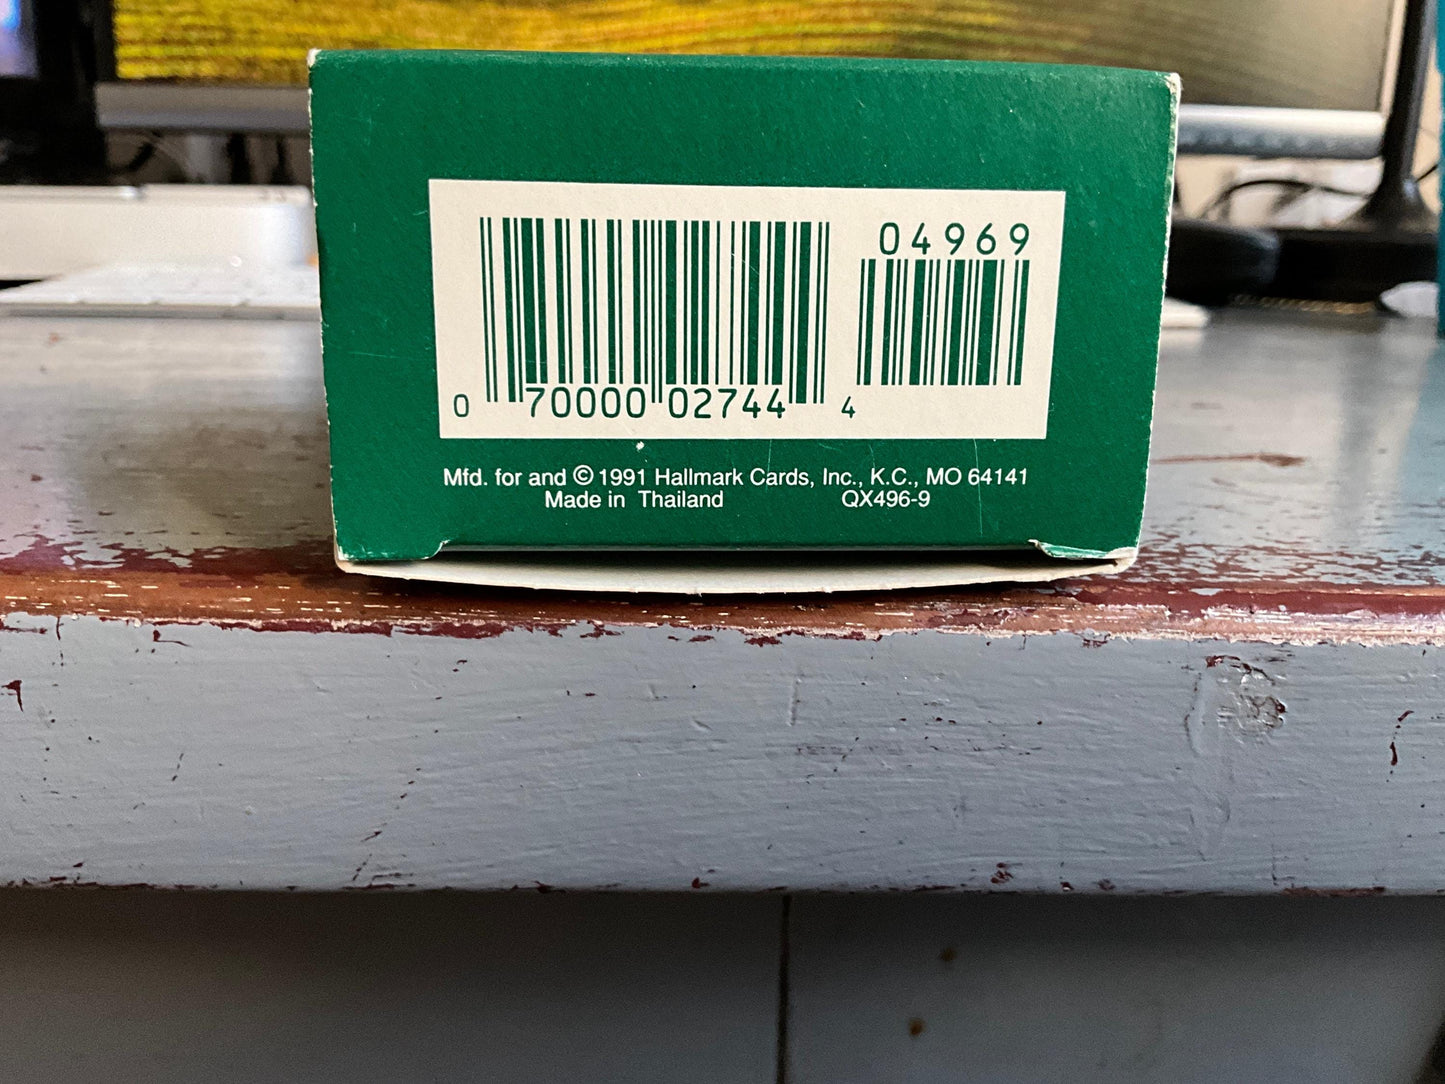 04969
0 70000 02744 4
Mfd. for and © 1991 Hallmark Cards, Inc., K.C., MO 64141
Made in Thailand QX496-9